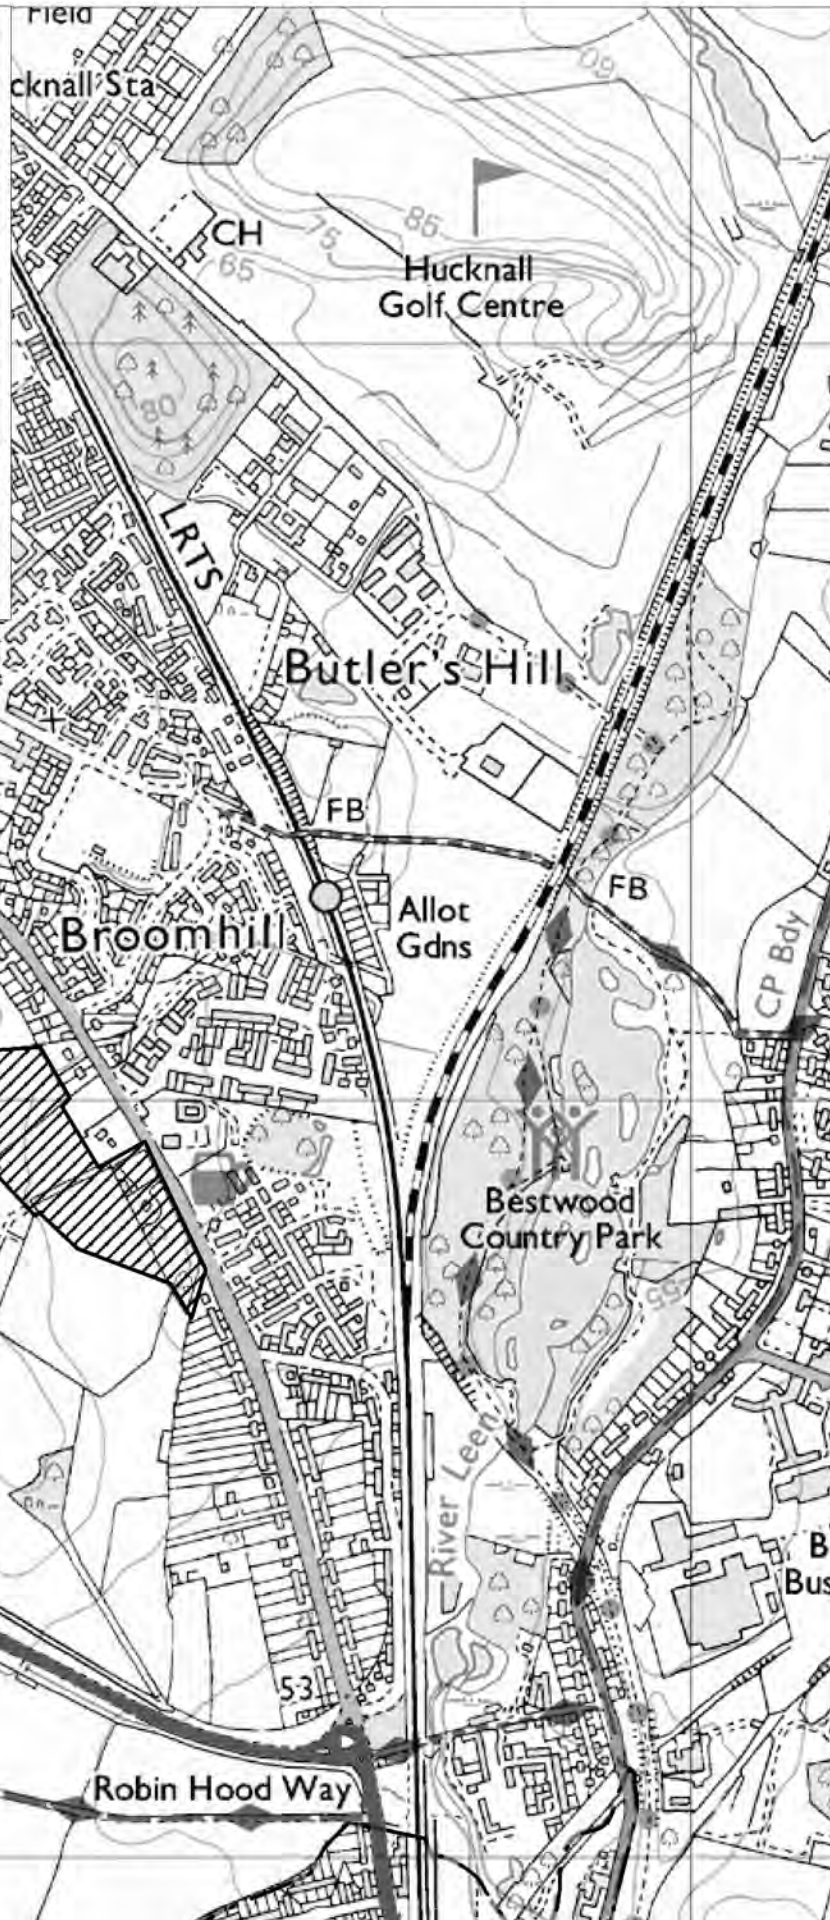 Field
cknall Sta
60
CH
85
75
65
Hucknall
Golf Centre
80
LRTS
Butler's Hill
FB
FB
Allot
Gdns
Broomhill
CP Bdy
Bestwood
Country Park
55
River Leen
B
Bus
53
Robin Hood Way